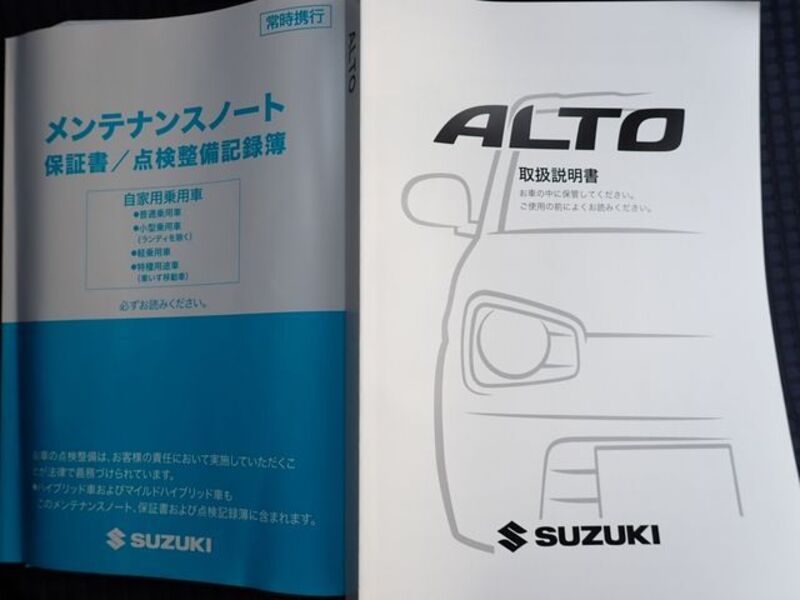 常時携行
メンテナンスノート
保証書／点検整備記録簿
自家用乗用車
●普通乗用車
●小型乗用車
(ランディを除く)
●軽乗用車
●特種用途車
(車いす移動車)
必ずお読みください。
お車の点検整備は、お客様の責任において実施していただくこ
とが法律で義務づけられています。
●ハイブリッド車およびマイルドハイブリッド車も
このメンテナンスノート、保証書および点検記録簿に含まれます。
SUZUKI
ALTO
ALTO
取扱説明書
お車の中に保管してください。
ご使用の前によくお読みください。
SUZUKI